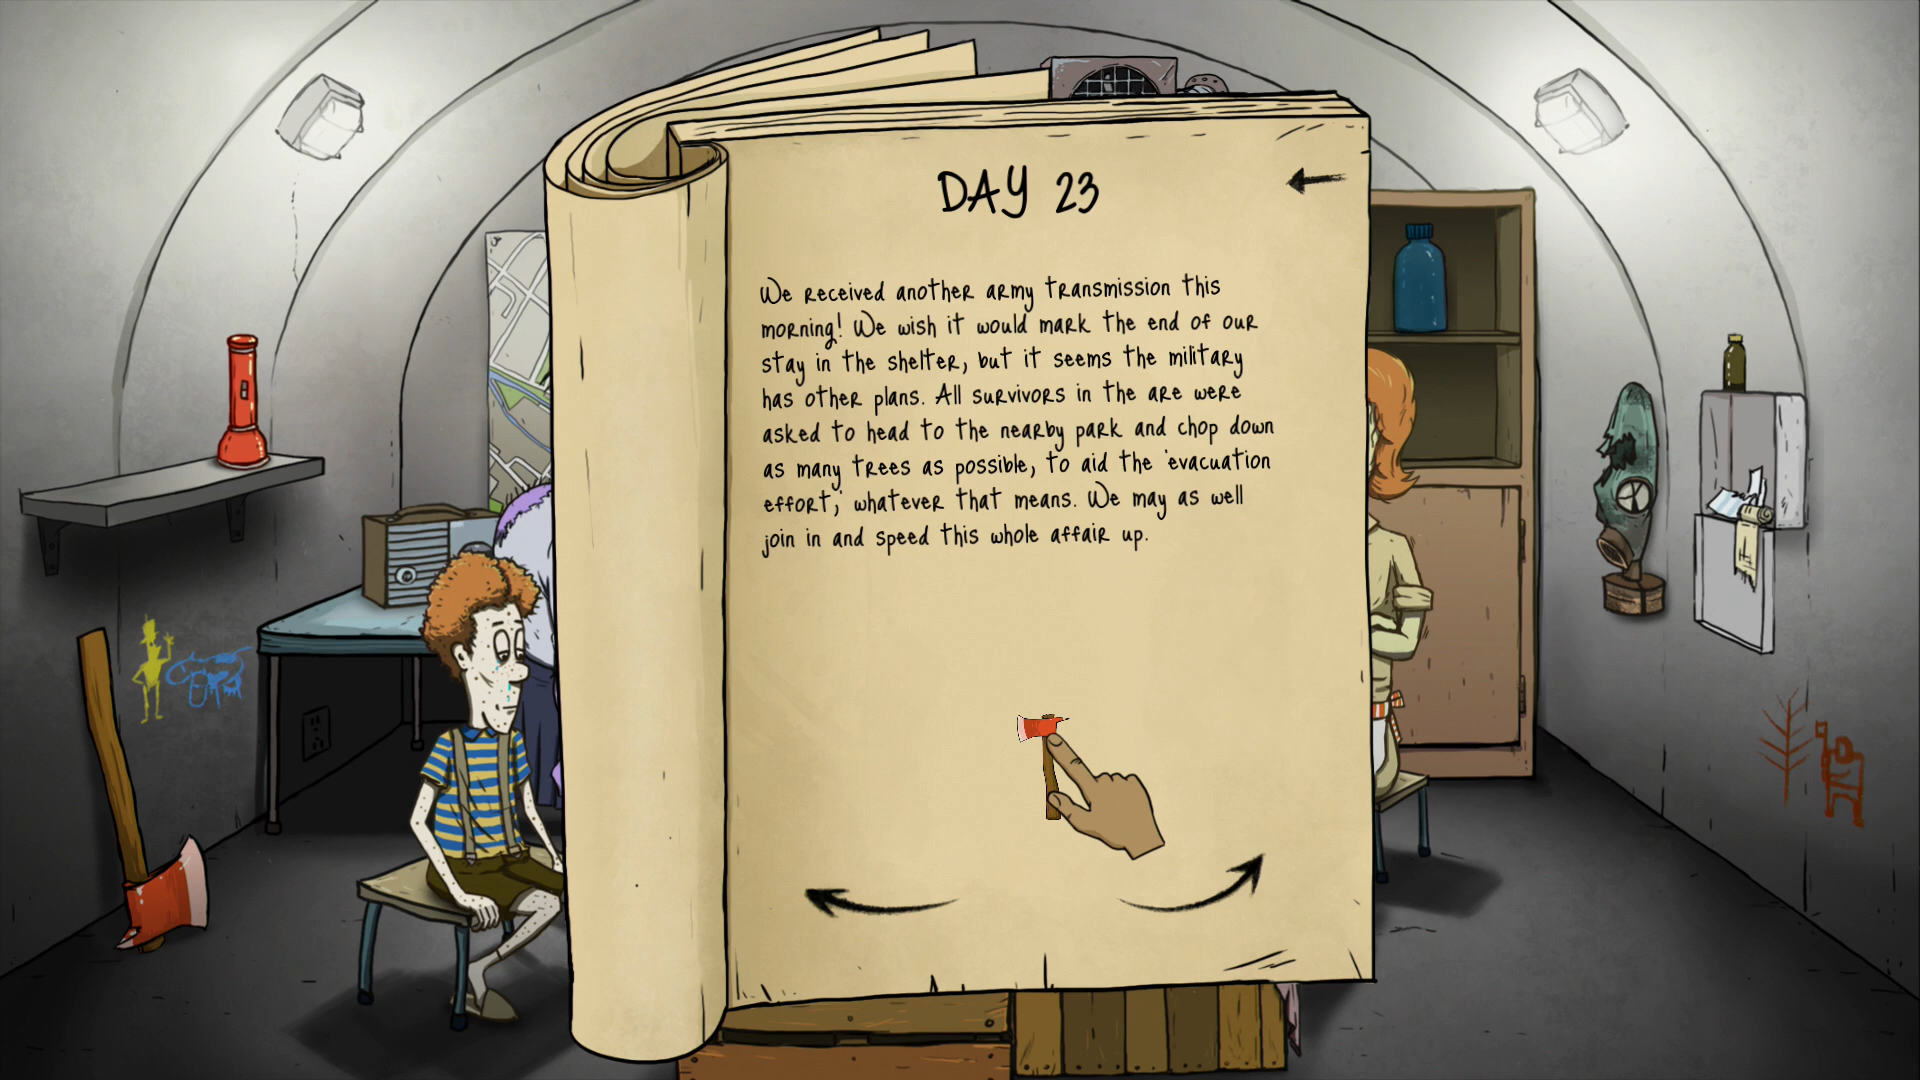 DAY 23
We received another army transmission this
morning! We wish it would mark the end of our
stay in the shelter, but it seems the military
has other plans. All survivors in the are were
asked to head to the nearby park and chop down
as many trees as possible, to aid the 'evacuation
effort,' whatever that means. We may as well
join in and speed this whole affair up.